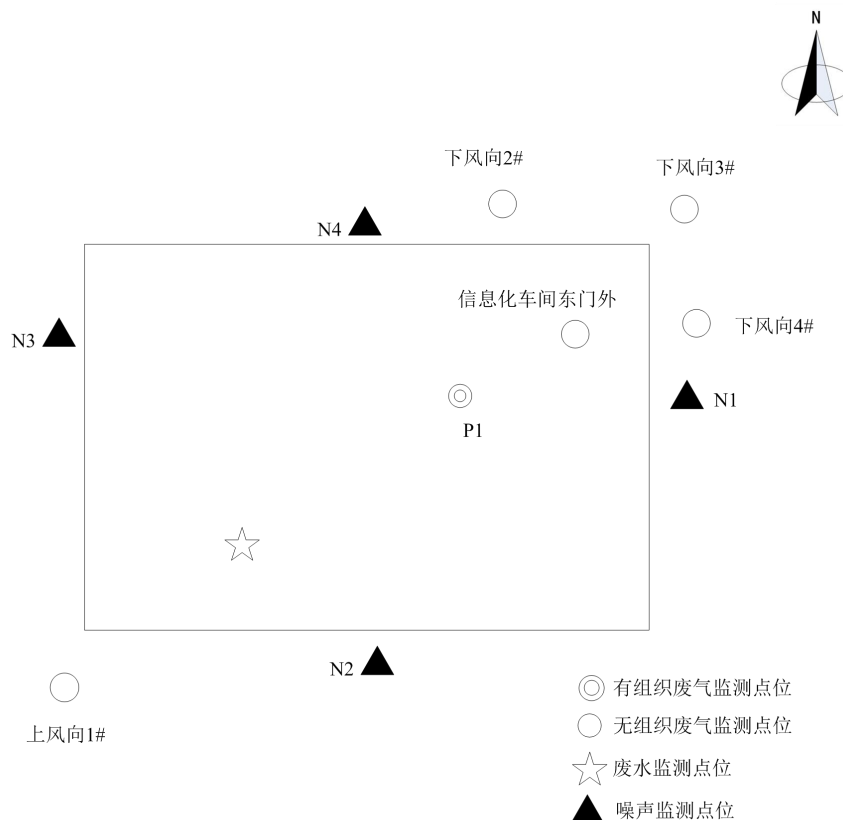 N
下风向2#
下风向3#
N4
信息化车间东门外
N3
下风向4#
N1
P1
N2
有组织废气监测点位
上风向1#
无组织废气监测点位
废水监测点位
噪声监测点位